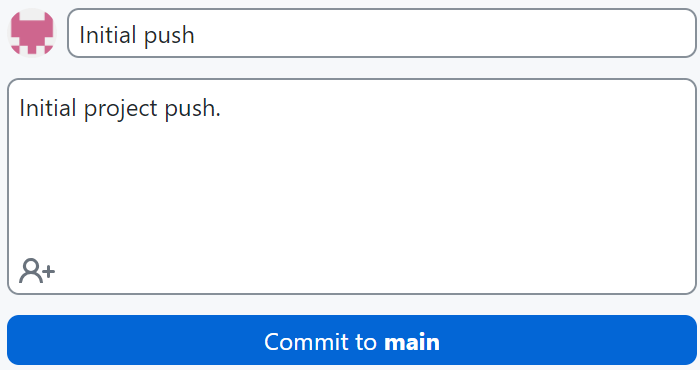 Initial push
Initial project push.
Commit to main